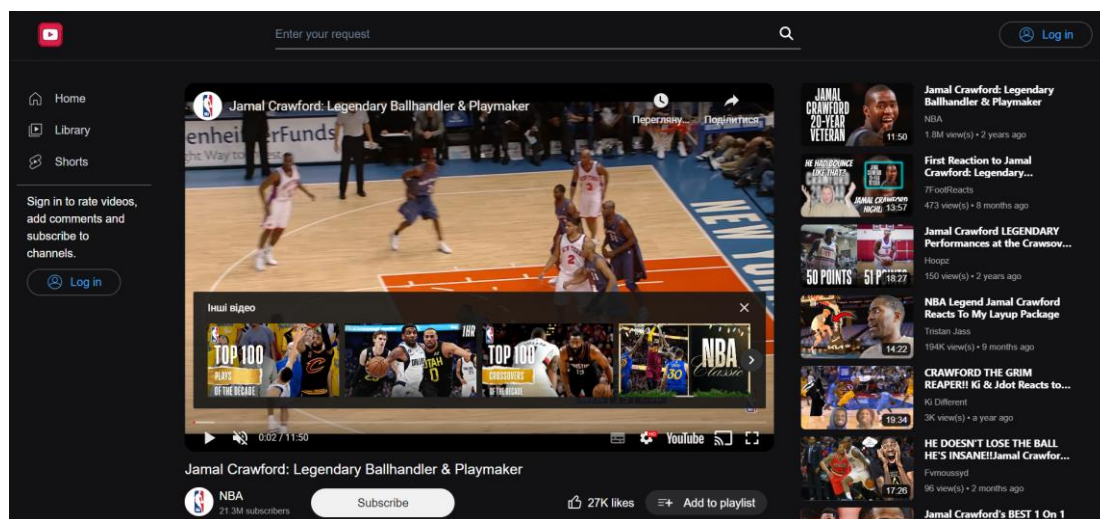 Enter your request
Log in
Home
Library
Shorts
Sign in to rate videos,
add comments and
subscribe to
channels.
Log in
Jamal Crawford: Legendary Ballhandler & Playmaker
Перегляну...
Поділитися
NEW YO
Інші відео
TOP 100
PLAYS
OF THE DECADE
1HR
TOP 100
CROSSOVERS
OF THE DECADE
NBA
Classic
0:02 / 11:50
HD
YouTube
Jamal Crawford: Legendary Ballhandler & Playmaker
NBA
21.3M subscribers
Subscribe
27K likes
Add to playlist
JAMAL
CRAWFORD
20-YEAR
VETERAN
11:50
Jamal Crawford: Legendary
Ballhandler & Playmaker
NBA
1.8M view(s) • 2 years ago
HE HAD BOUNCE
LIKE THAT?
JAMAL CRAWFORD
HIGHL
13:57
First Reaction to Jamal
Crawford: Legendary...
7FootReacts
473 view(s) • 8 months ago
50 POINTS
51 P
18:27
Jamal Crawford LEGENDARY
Performances at the Crawsov...
Hoopz
150 view(s) • 2 years ago
14:22
NBA Legend Jamal Crawford
Reacts To My Layup Package
Tristan Jass
194K view(s) • 9 months ago
19:34
CRAWFORD THE GRIM
REAPER!! Ki & Jdot Reacts to...
Ki Different
3K view(s) • a year ago
17:26
HE DOESN'T LOSE THE BALL
HE'S INSANE!!Jamal Crawfor...
Fvmoussyd
96 view(s) • 2 months ago
Jamal Crawford's BEST 1 On 1